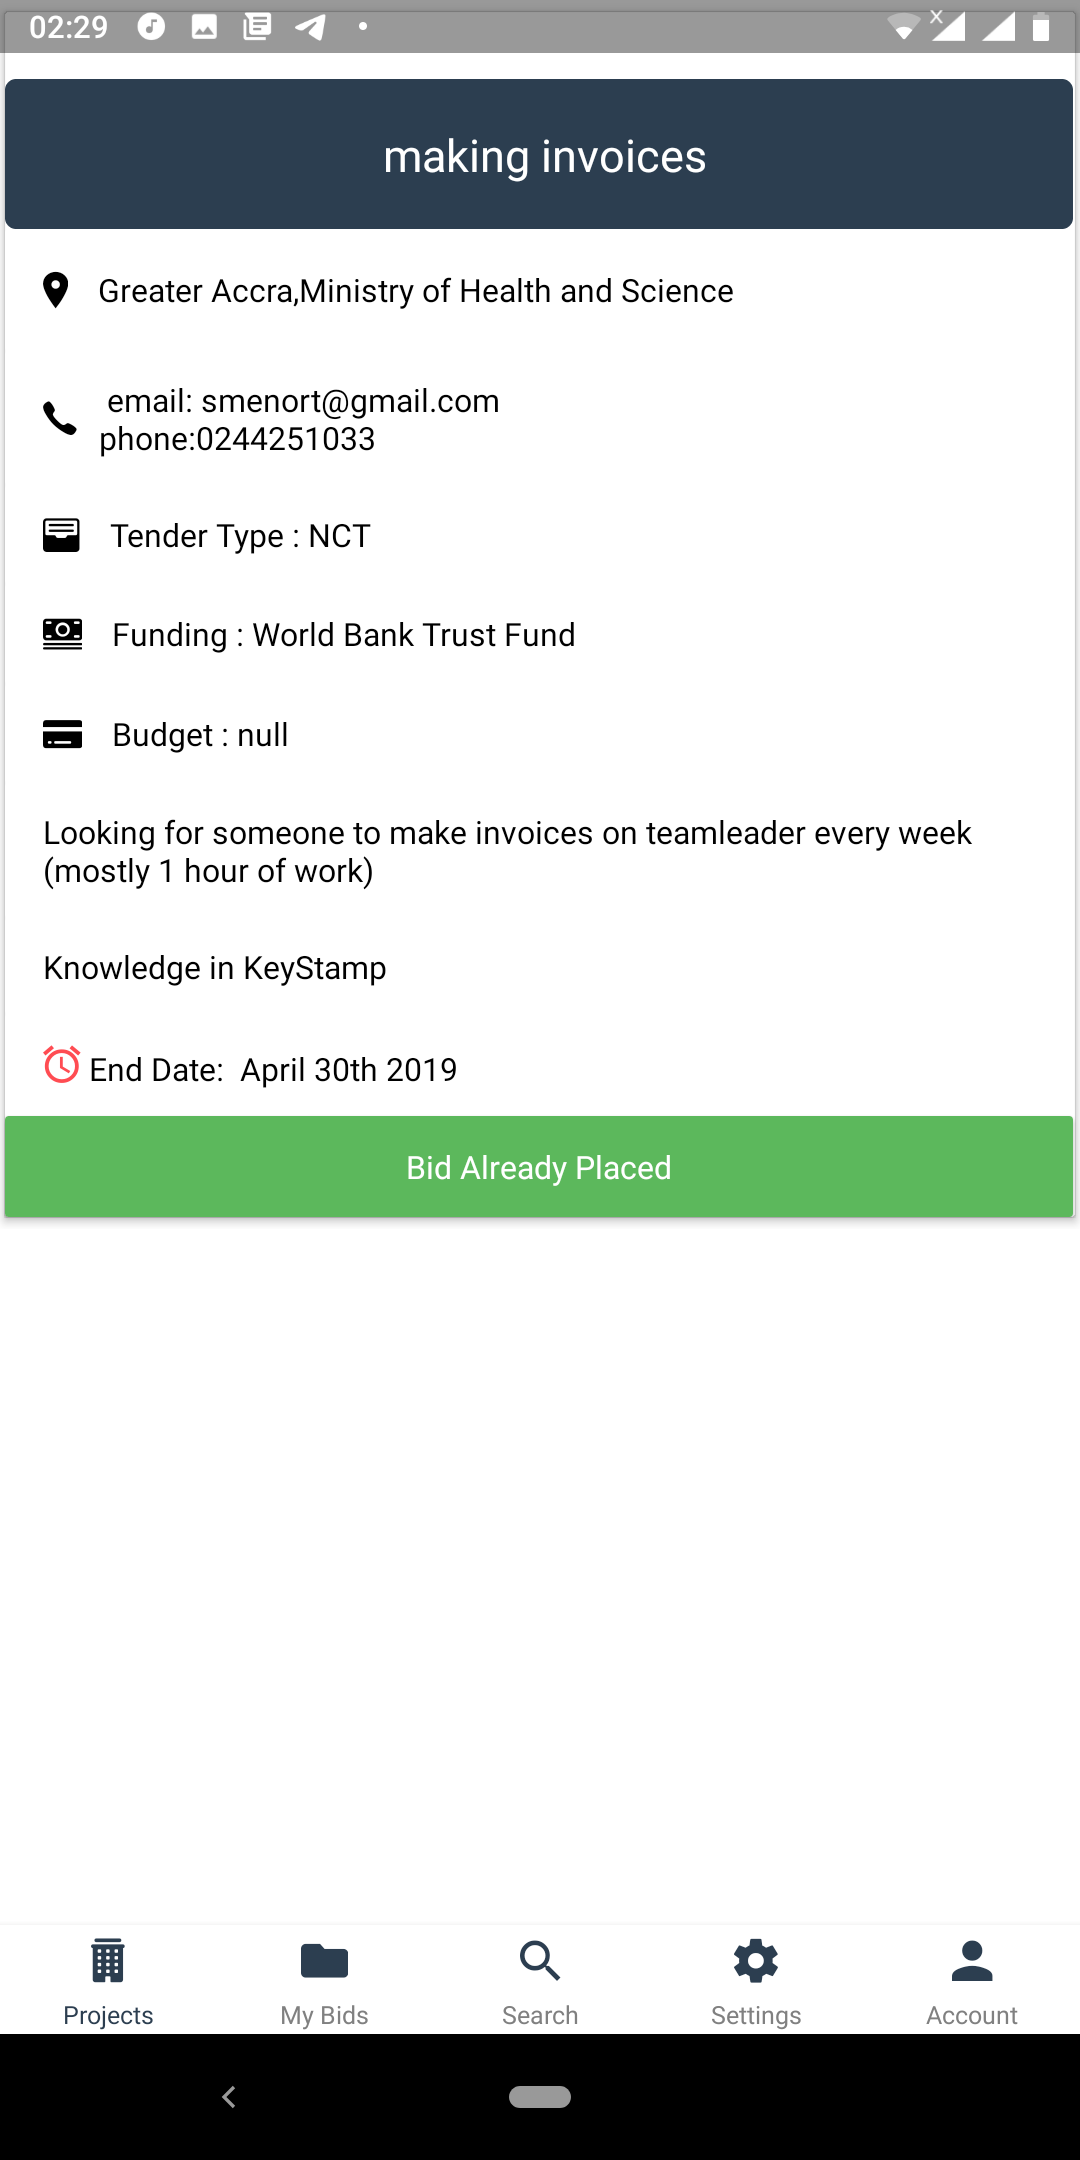 02:29
making invoices
Greater Accra,Ministry of Health and Science
email: smenort@gmail.com
phone:0244251033
Tender Type : NCT
Funding : World Bank Trust Fund
Budget : null
Looking for someone to make invoices on teamleader every week
(mostly 1 hour of work)
Knowledge in KeyStamp
End Date:  April 30th 2019
Bid Already Placed
Projects
My Bids
Search
Settings
Account